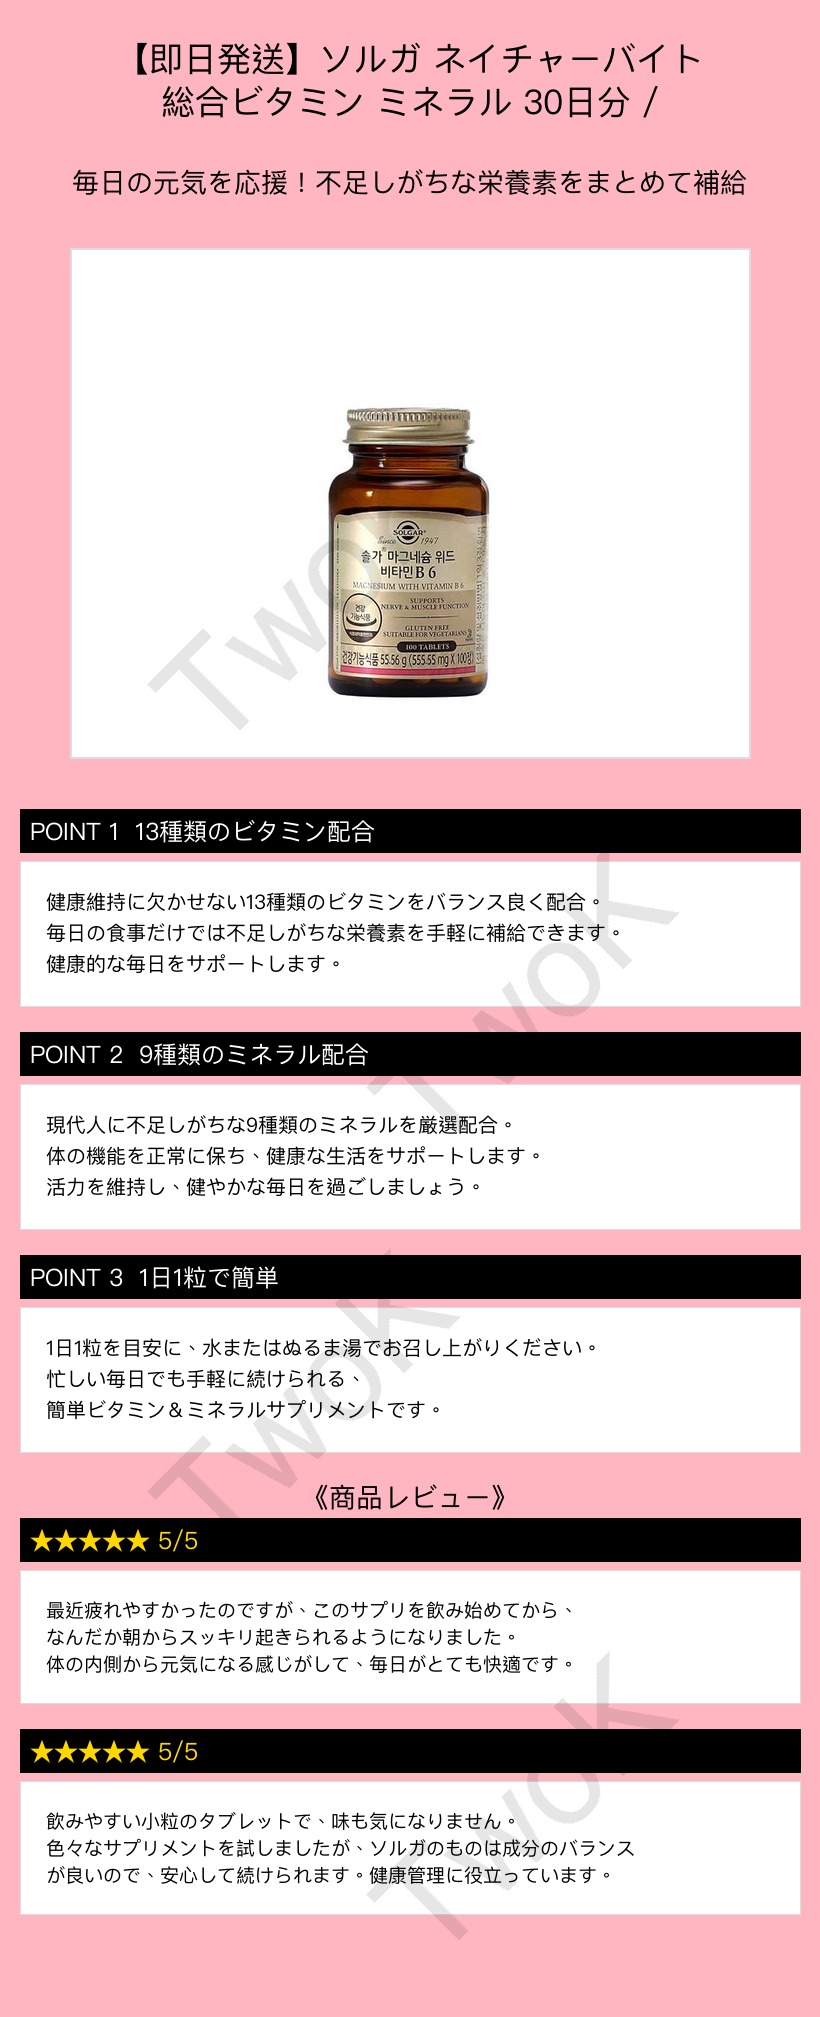 【即日発送】ソルガ ネイチャーバイト
総合ビタミン ミネラル 30日分 /
毎日の元気を応援！不足しがちな栄養素をまとめて補給
SOLGAR®
Since 1947
솔가® 마그네슘 위드
비타민B 6
MAGNESIUM WITH VITAMIN B 6
건강
기능식품
SUPPORTS
NERVE & MUSCLE FUNCTION
GLUTEN FREE
SUITABLE FOR VEGETARIANS
100 TABLETS
건강기능식품 55.56 g (555.55 mg X 100정)
POINT 1 13種類のビタミン配合
健康維持に欠かせない13種類のビタミンをバランス良く配合。
毎日の食事だけでは不足しがちな栄養素を手軽に補給できます。
健康的な毎日をサポートします。
POINT 2 9種類のミネラル配合
現代人に不足しがちな9種類のミネラルを厳選配合。
体の機能を正常に保ち、健康な生活をサポートします。
活力を維持し、健やかな毎日を過ごしましょう。
POINT 3 1日1粒で簡単
1日1粒を目安に、水またはぬるま湯でお召し上がりください。
忙しい毎日でも手軽に続けられる、
簡単ビタミン＆ミネラルサプリメントです。
《商品レビュー》
★★★★★ 5/5
最近疲れやすかったのですが、このサプリを飲み始めてから、
なんだか朝からスッキリ起きられるようになりました。
体の内側から元気になる感じがして、毎日がとても快適です。
★★★★★ 5/5
飲みやすい小粒のタブレットで、味も気になりません。
色々なサプリメントを試しましたが、ソルガのものは成分のバランス
が良いので、安心して続けられます。健康管理に役立っています。
TwoK
TwoK
TwoK
TwoK